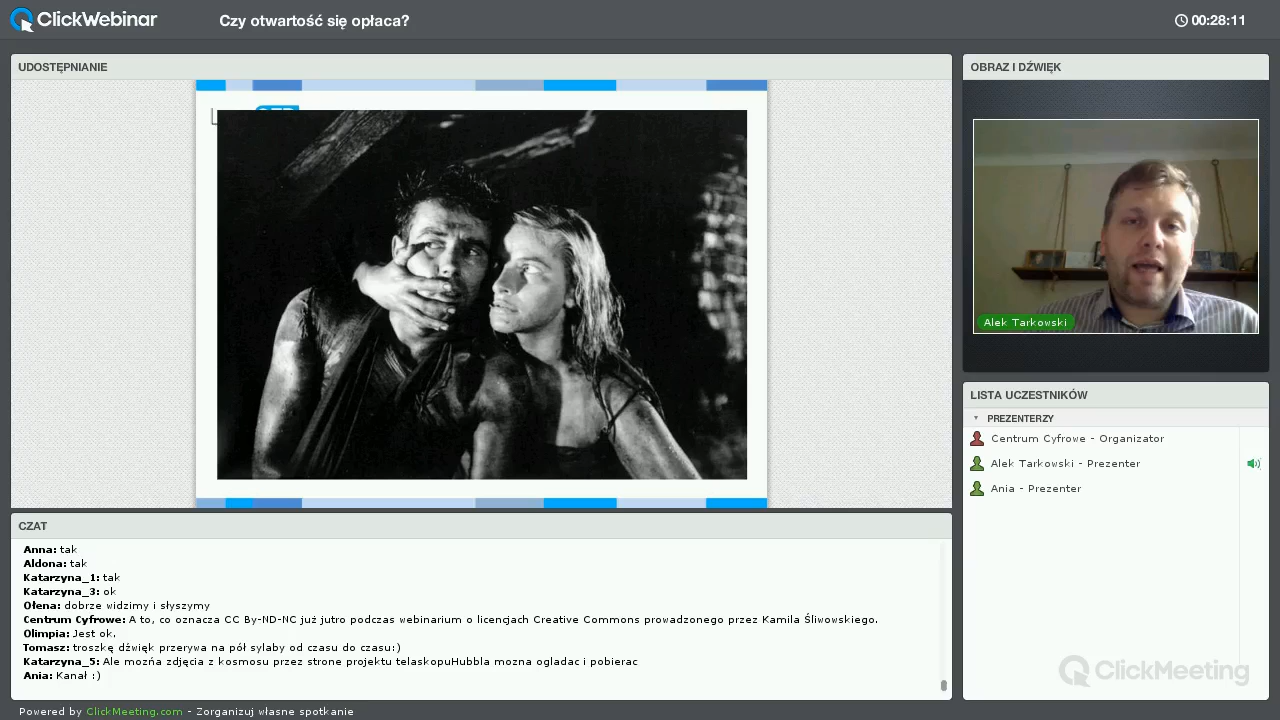 ClickWebinar
Czy otwartość się opłaca?
00:28:11
UDOSTĘPNIANIE
OBRAZ I DŹWIĘK
Alek Tarkowski
LISTA UCZESTNIKÓW
PREZENTERZY
Centrum Cyfrowe - Organizator
Alek Tarkowski - Prezenter
Ania - Prezenter
CZAT
Anna: tak
Aldona: tak
Katarzyna_1: tak
Katarzyna_3: ok
Ołena: dobrze widzimy i słyszymy
Centrum Cyfrowe: A to, co oznacza CC By-ND-NC już jutro podczas webinarium o licencjach Creative Commons prowadzonego przez Kamila Śliwowskiego.
Olimpia: Jest ok.
Tomasz: troszkę dźwięk przerywa na pół sylaby od czasu do czasu:)
Katarzyna_5: Ale mozńa zdjęcia z kosmosu przez strone projektu telaskopuHubbla mozna ogladac i pobierac
Ania: Kanał :)
ClickMeeting
Powered by ClickMeeting.com - Zorganizuj własne spotkanie